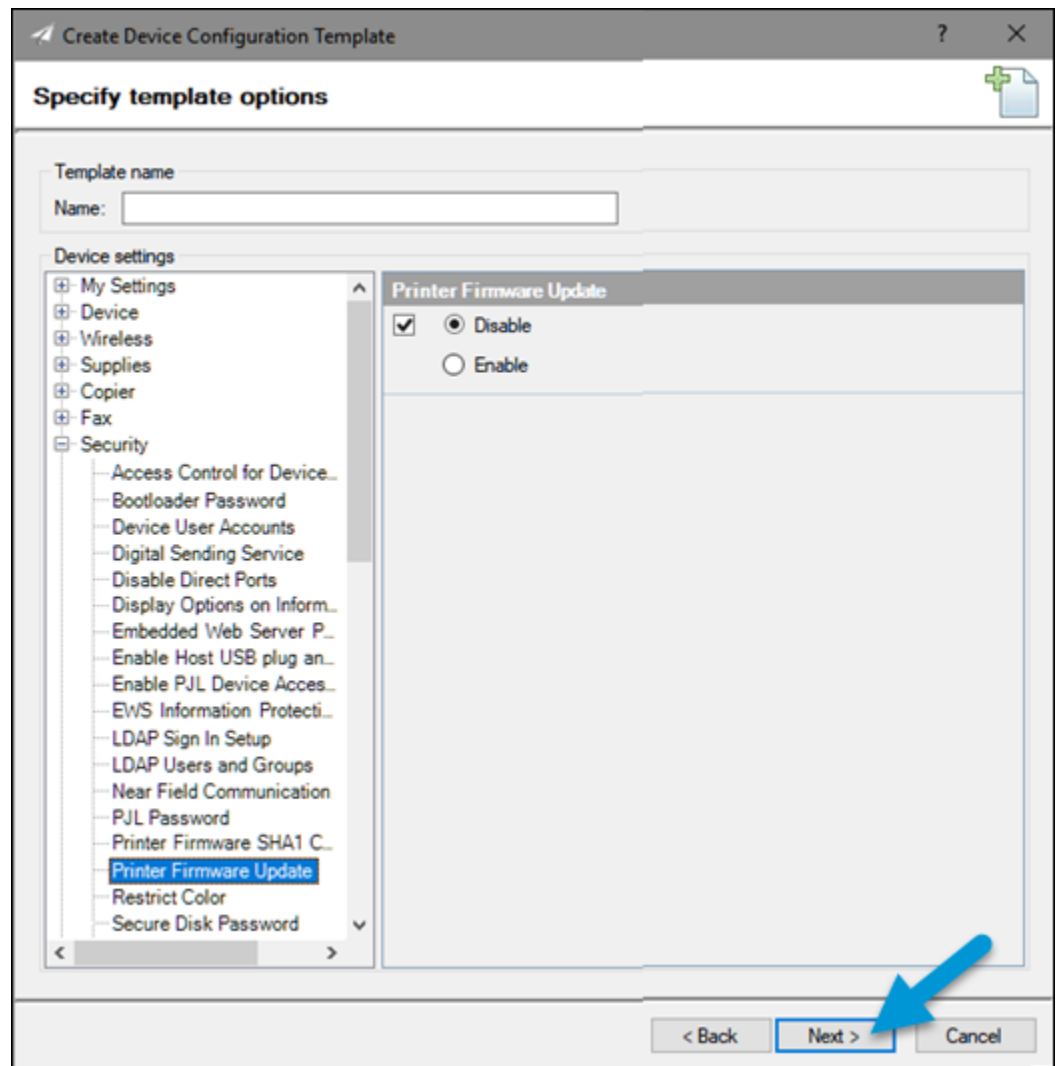 Create Device Configuration Template
?
Specify template options
Template name
Name:
Device settings
My Settings
Device
Wireless
Supplies
Copier
Fax
Security
Access Control for Device...
Bootloader Password
Device User Accounts
Digital Sending Service
Disable Direct Ports
Display Options on Inform...
Embedded Web Server P...
Enable Host USB plug an...
Enable PJL Device Acces...
EWS Information Protecti...
LDAP Sign In Setup
LDAP Users and Groups
Near Field Communication
PJL Password
Printer Firmware SHA1 C...
Printer Firmware Update
Restrict Color
Secure Disk Password
Printer Firmware Update
Disable
Enable
< Back
Next >
Cancel